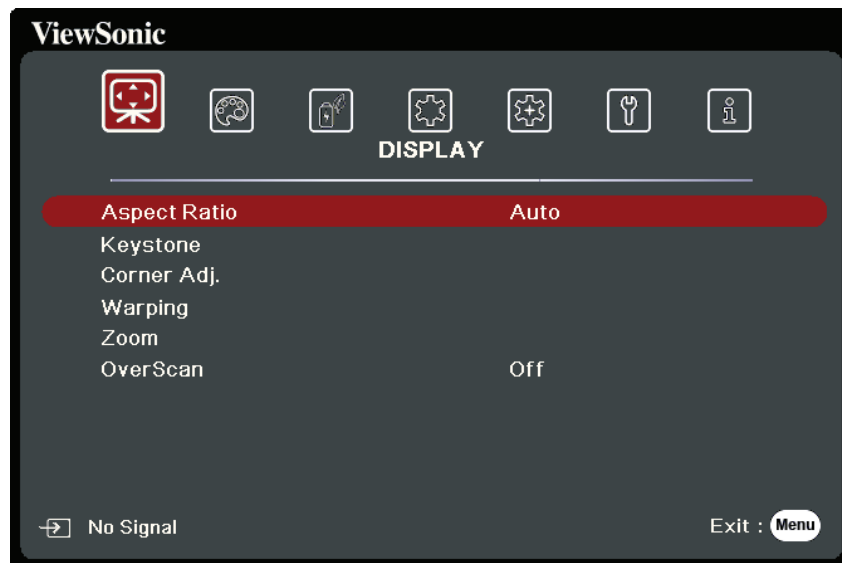 ViewSonic
DISPLAY
Aspect Ratio Auto
Keystone
Corner Adj.
Warping
Zoom
OverScan Off
No Signal Exit : Menu